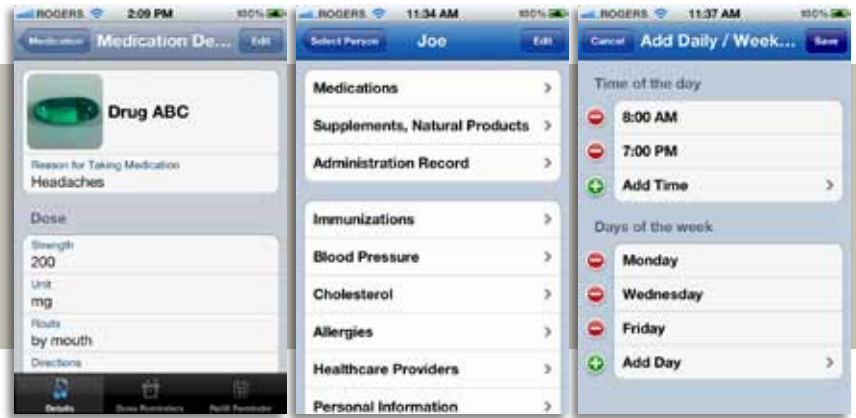 ROGERS 2:09 PM 100%
Medication Medication De... Edit
Drug ABC
Reason for Taking Medication
Headaches
Dose
Strength
200
Unit
mg
Route
by mouth
Directions
Details Dose Reminders Refill Reminder
ROGERS 11:34 AM 100%
Select Person Joe Edit
Medications
Supplements, Natural Products
Administration Record
Immunizations
Blood Pressure
Cholesterol
Allergies
Healthcare Providers
Personal Information
ROGERS 11:37 AM 100%
Cancel Add Daily / Week... Save
Time of the day
8:00 AM
7:00 PM
Add Time
Days of the week
Monday
Wednesday
Friday
Add Day